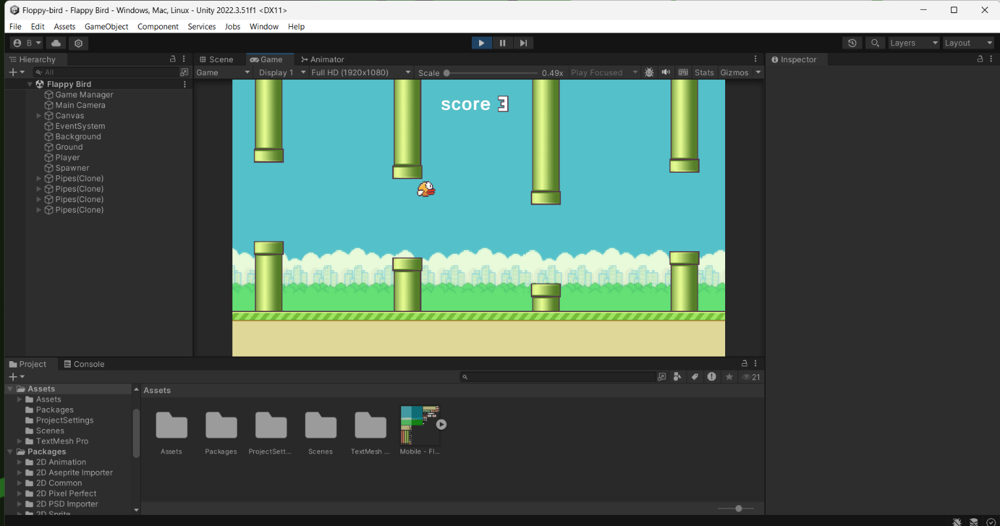 Floppy-bird - Flappy Bird - Windows, Mac, Linux - Unity 2022.3.51f1 <DX11>
File Edit Assets GameObject Component Services Jobs Window Help
B Layers Layout
Hierarchy
All
Flappy Bird
Game Manager
Main Camera
Canvas
EventSystem
Background
Ground
Player
Spawner
Pipes(Clone)
Pipes(Clone)
Pipes(Clone)
Pipes(Clone)
Scene Game Animator
Game Display 1 Full HD (1920x1080) Scale 0.49x Play Focused Stats Gizmos
score 3
Inspector
Project Console
21
Assets
Assets
Packages
ProjectSettings
Scenes
TextMesh Pro
Packages
2D Animation
2D Aseprite Importer
2D Common
2D Pixel Perfect
2D PSD Importer
2D Sprite
Assets
Assets Packages ProjectSett... Scenes TextMesh ... Mobile - Fl...